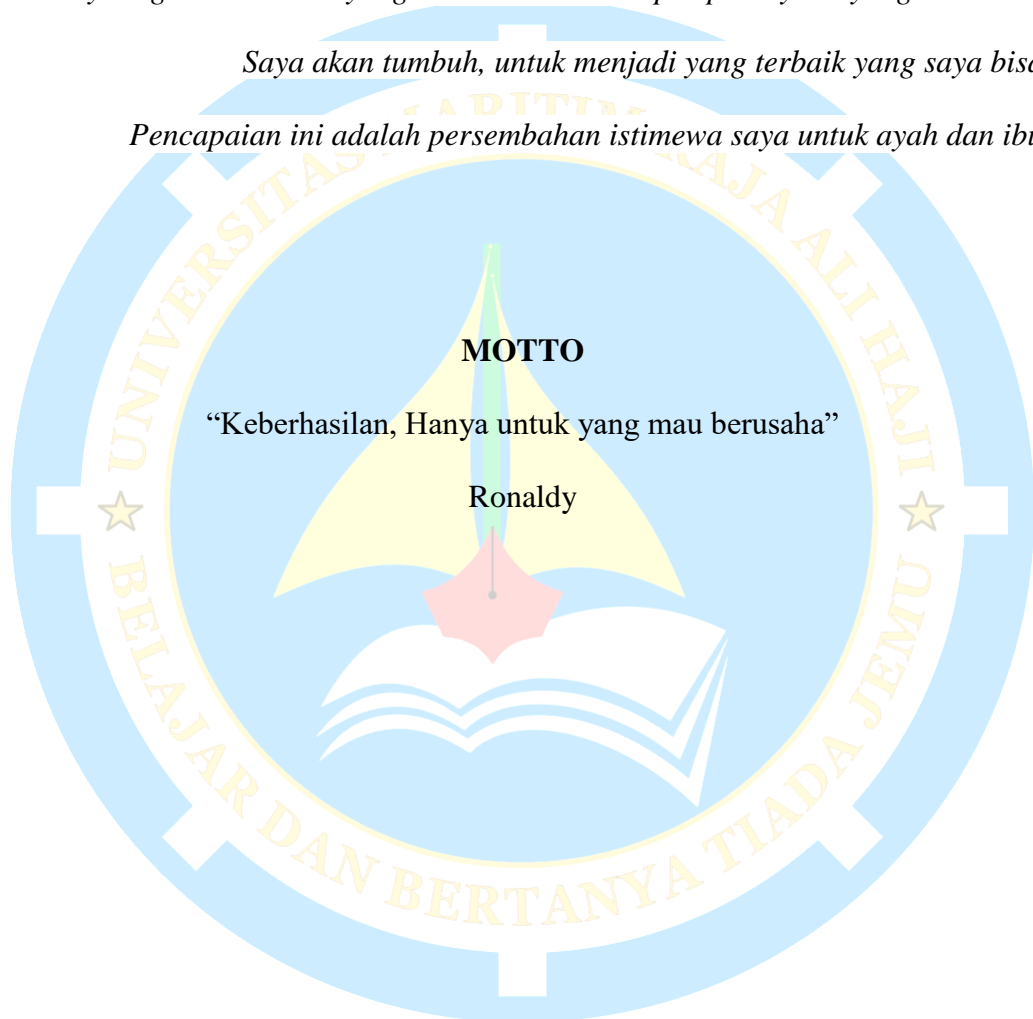 Saya akan tumbuh, untuk menjadi yang terbaik yang saya bisa
Pencapaian ini adalah persembahan istimewa saya untuk ayah dan
UNIVERSITAS MARITIM RAJA ALI HAJI
MOTTO
“Keberhasilan, Hanya untuk yang mau berusaha”
Ronaldy
BELAJAR DAN BERTANYA TIADA JEMU